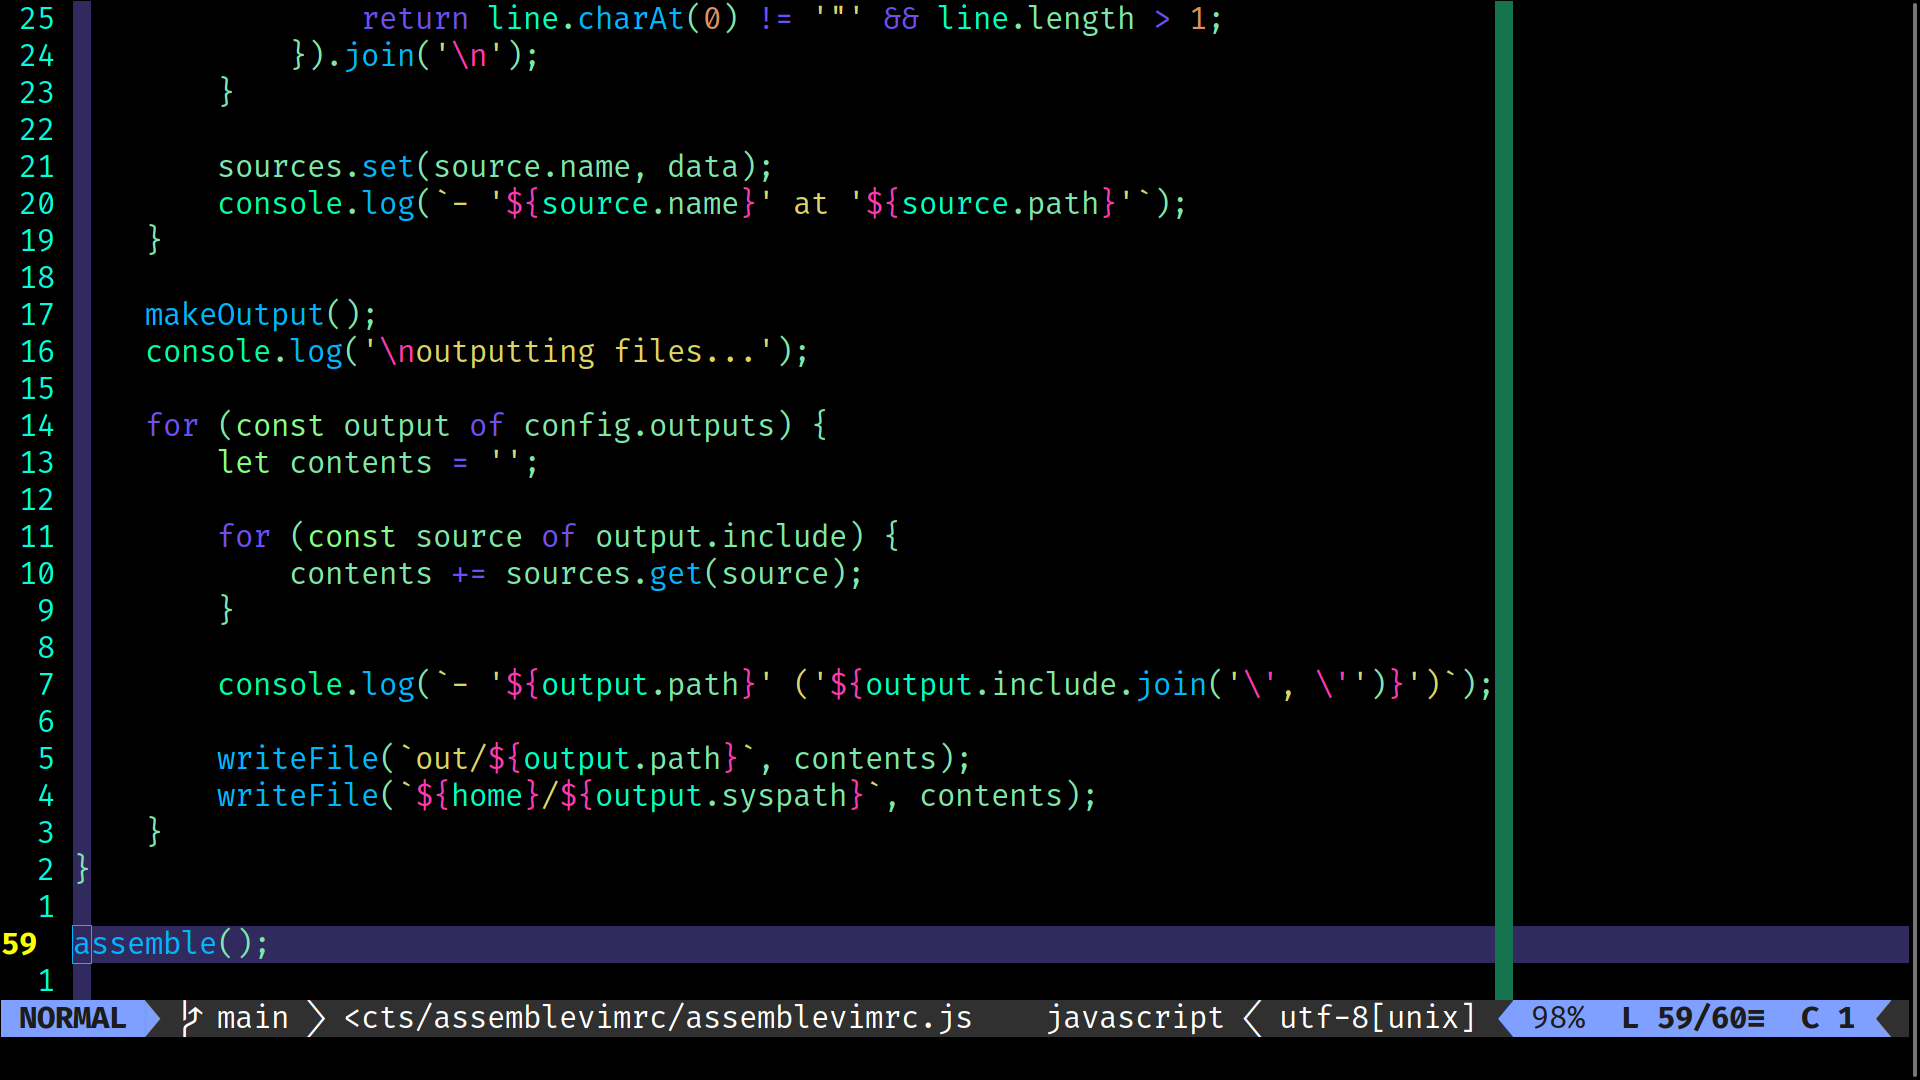 25                 return line.charAt(0) != '"' && line.length > 1;
24             }).join('\n');
23         }
22
21         sources.set(source.name, data);
20         console.log(`- '${source.name}' at '${source.path}'`);
19     }
18
17     makeOutput();
16     console.log('\noutputting files...');
15
14     for (const output of config.outputs) {
13         let contents = '';
12
11         for (const source of output.include) {
10             contents += sources.get(source);
9         }
8
7         console.log(`- '${output.path}' ('${output.include.join('\', \'')}')`);
6
5         writeFile(`out/${output.path}`, contents);
4         writeFile(`${home}/${output.syspath}`, contents);
3     }
2 }
1
59 assemble();
1
NORMAL main <cts/assemblevimrc/assemblevimrc.js javascript utf-8[unix] 98% L 59/60≡ C 1